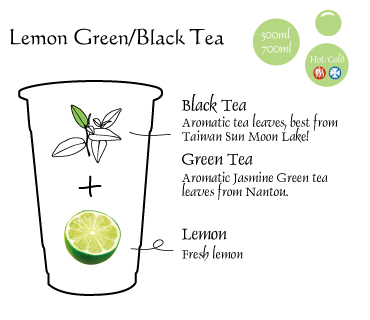 Lemon Green/Black Tea
500ml
700ml
Hot Cold
Black Tea
Aromatic tea leaves, best from
Taiwan Sun Moon Lake!
+
Green Tea
Aromatic Jasmine Green tea
leaves from Nantou.
Lemon
Fresh lemon